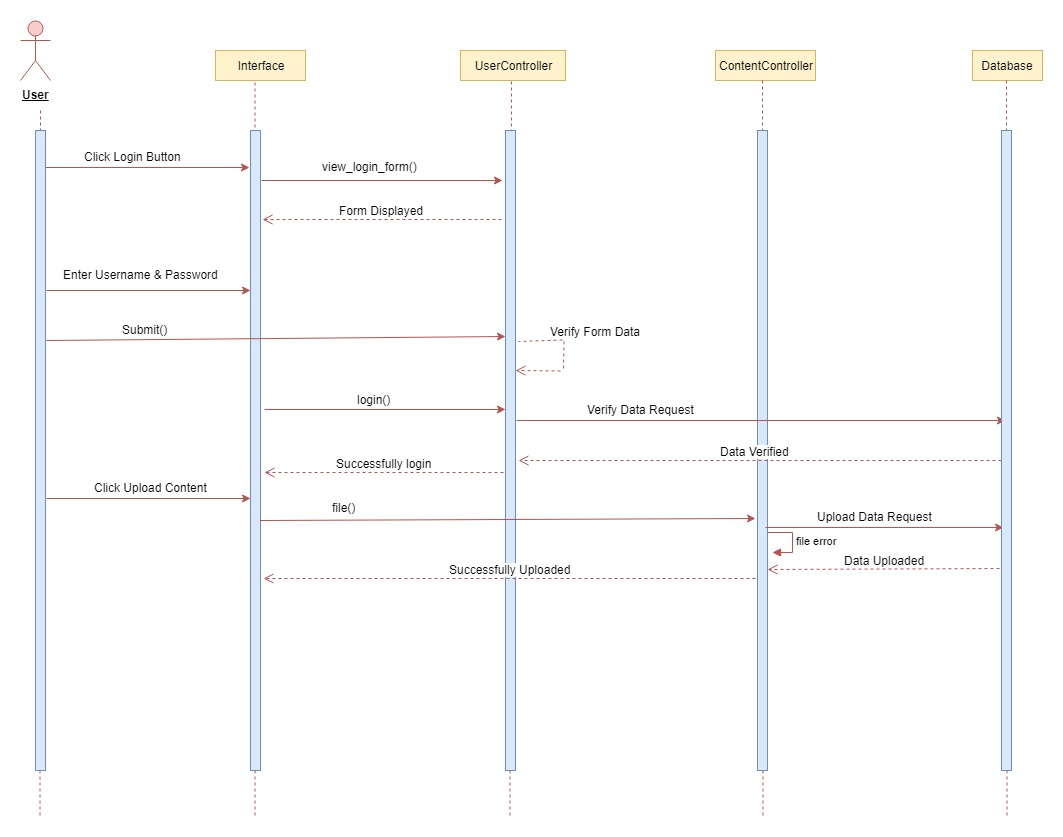 User
Interface
UserController
ContentController
Database
Click Login Button
view_login_form()
Form Displayed
Enter Username & Password
Submit()
Verify Form Data
login()
Verify Data Request
Data Verified
Successfully login
Click Upload Content
file()
Upload Data Request
file error
Data Uploaded
Successfully Uploaded